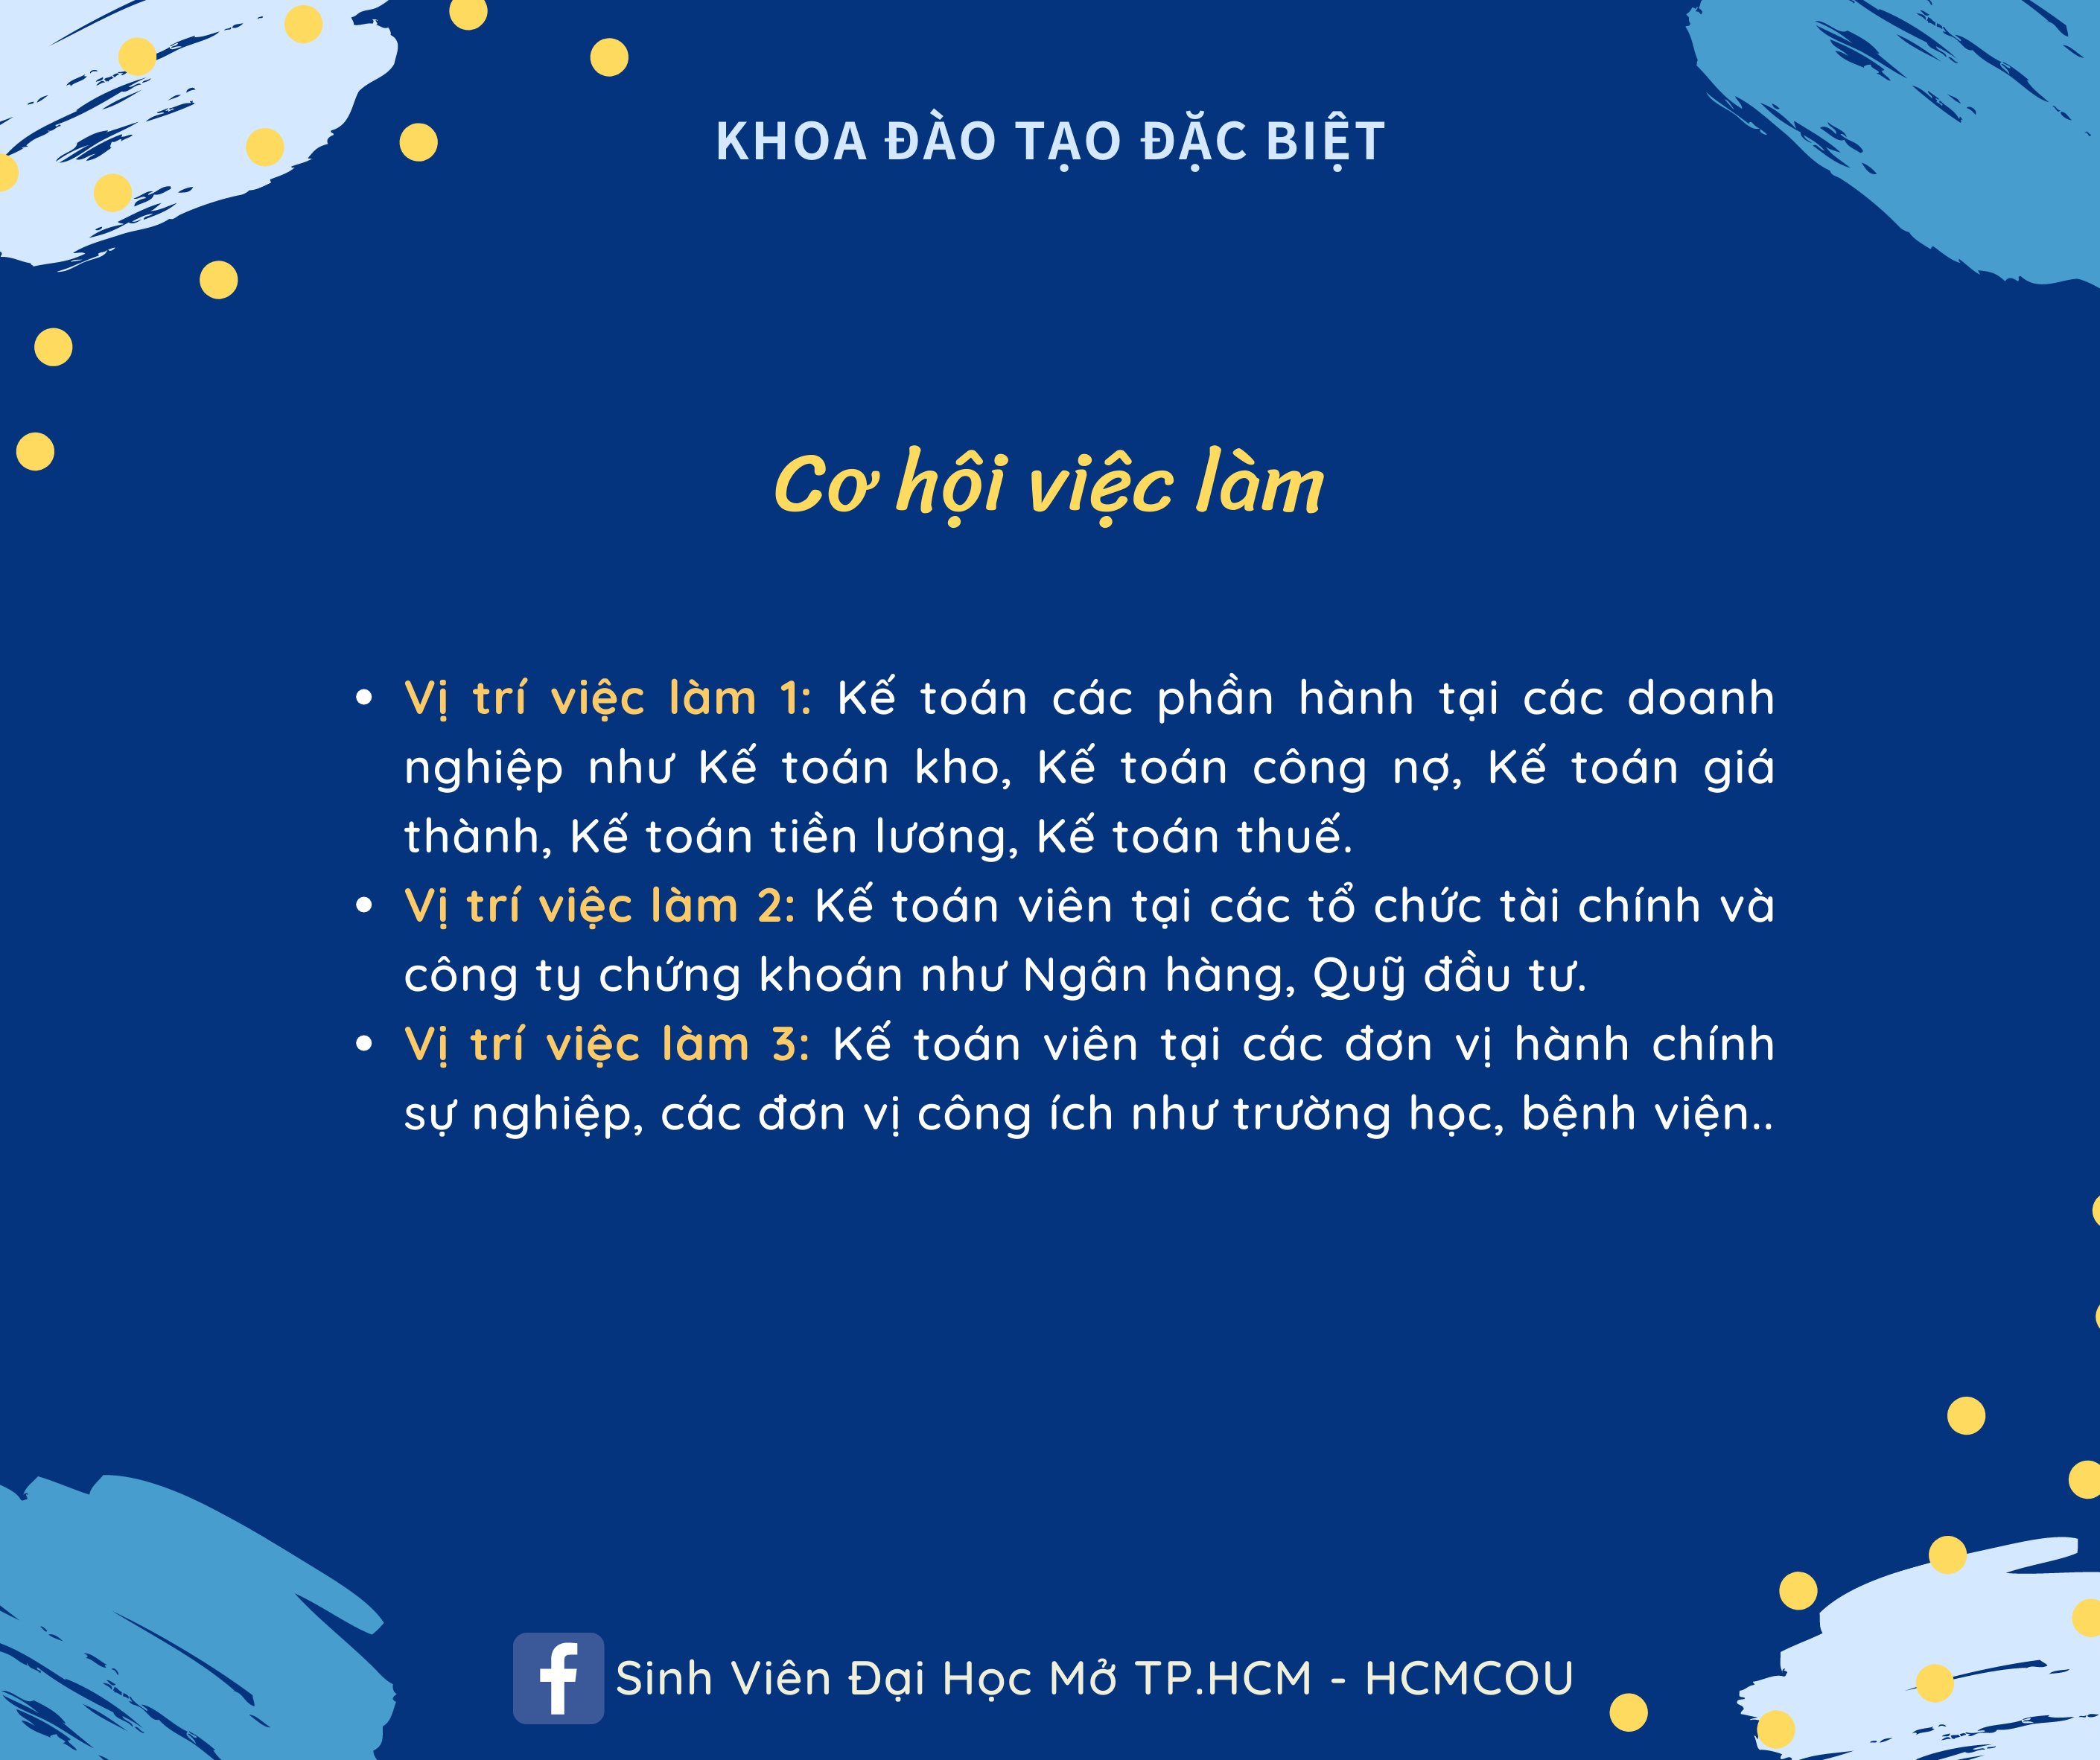 KHOA ĐÀO TẠO ĐẶC BIỆT
Cơ hội việc làm
Vị trí việc làm 1: Kế toán các phần hành tại các doanh
nghiệp như Kế toán kho, Kế toán công nợ, Kế toán giá
thành, Kế toán tiền lương, Kế toán thuế.
Vị trí việc làm 2: Kế toán viên tại các tổ chức tài chính và
công ty chứng khoán như Ngân hàng, Quỹ đầu tư.
Vị trí việc làm 3: Kế toán viên tại các đơn vị hành chính
sự nghiệp, các đơn vị công ích như trường học, bệnh viện..
Sinh Viên Đại Học Mở TP.HCM - HCMCOU